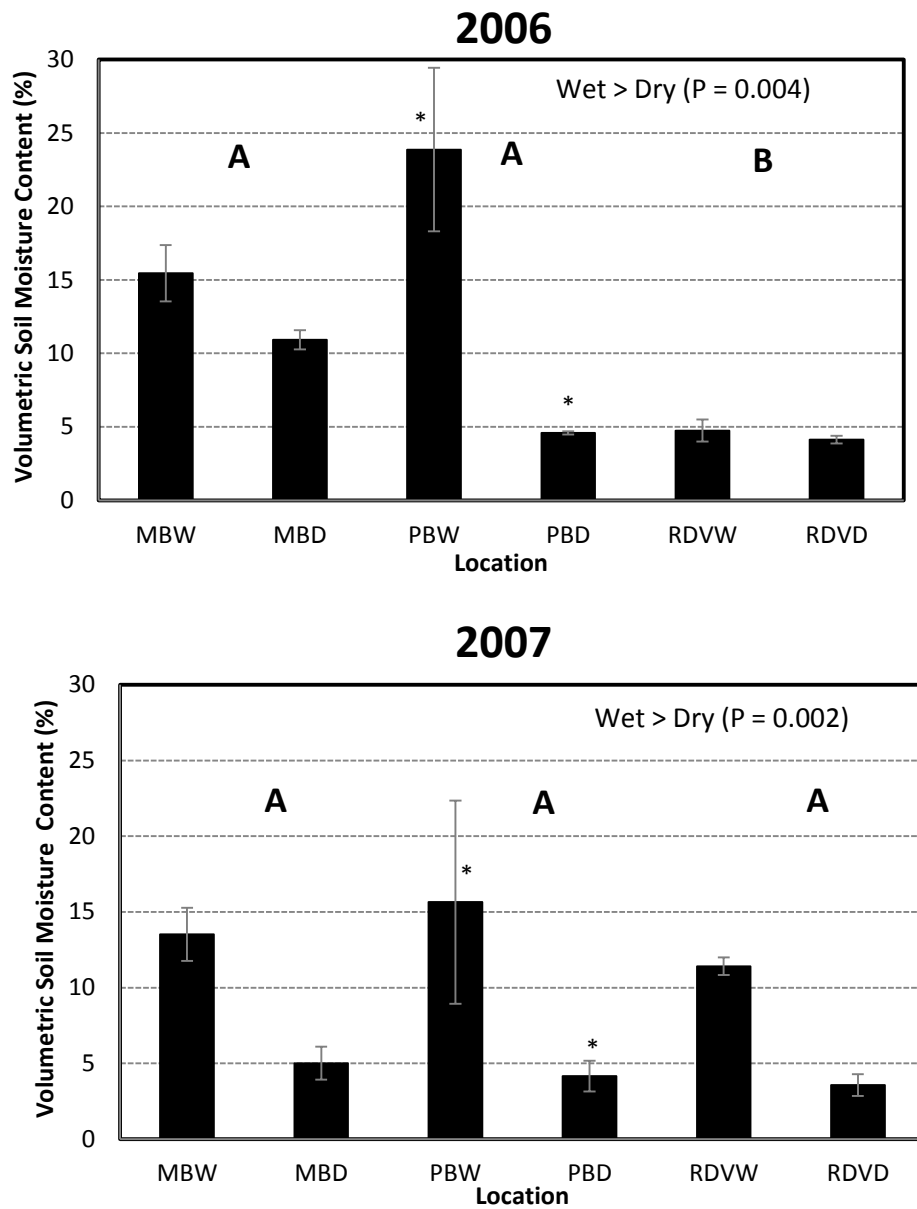 2006
Volumetric Soil Moisture Content (%)
30
25
20
15
10
5
0
Wet > Dry (P = 0.004)
A
*
A
B
*
MBW MBD PBW PBD RDVW RDVD
Location
2007
Volumetric Soil Moisture Content (%)
30
25
20
15
10
5
0
Wet > Dry (P = 0.002)
A
A
A
*
*
MBW MBD PBW PBD RDVW RDVD
Location